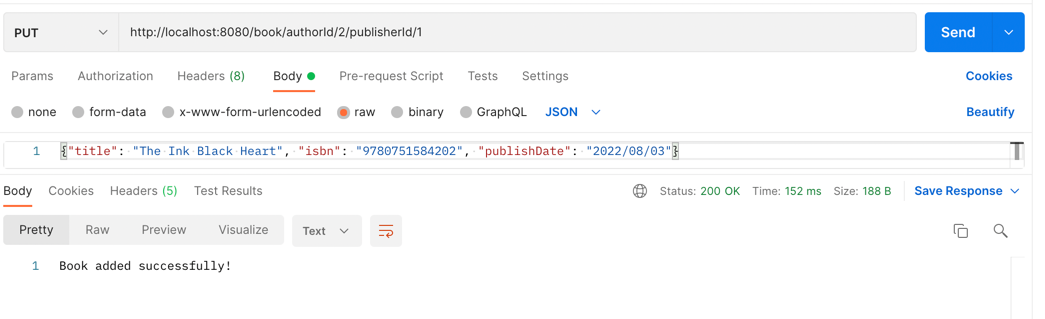 PUT http://localhost:8080/book/authorId/2/publisherId/1 Send
Params Authorization Headers (8) Body Pre-request Script Tests Settings Cookies
none form-data x-www-form-urlencoded raw binary GraphQL JSON Beautify
1 {"title": "The Ink Black Heart", "isbn": "9780751584202", "publishDate": "2022/08/03"}
Body Cookies Headers (5) Test Results Status: 200 OK Time: 152 ms Size: 188 B Save Response
Pretty Raw Preview Visualize Text
1 Book added successfully!